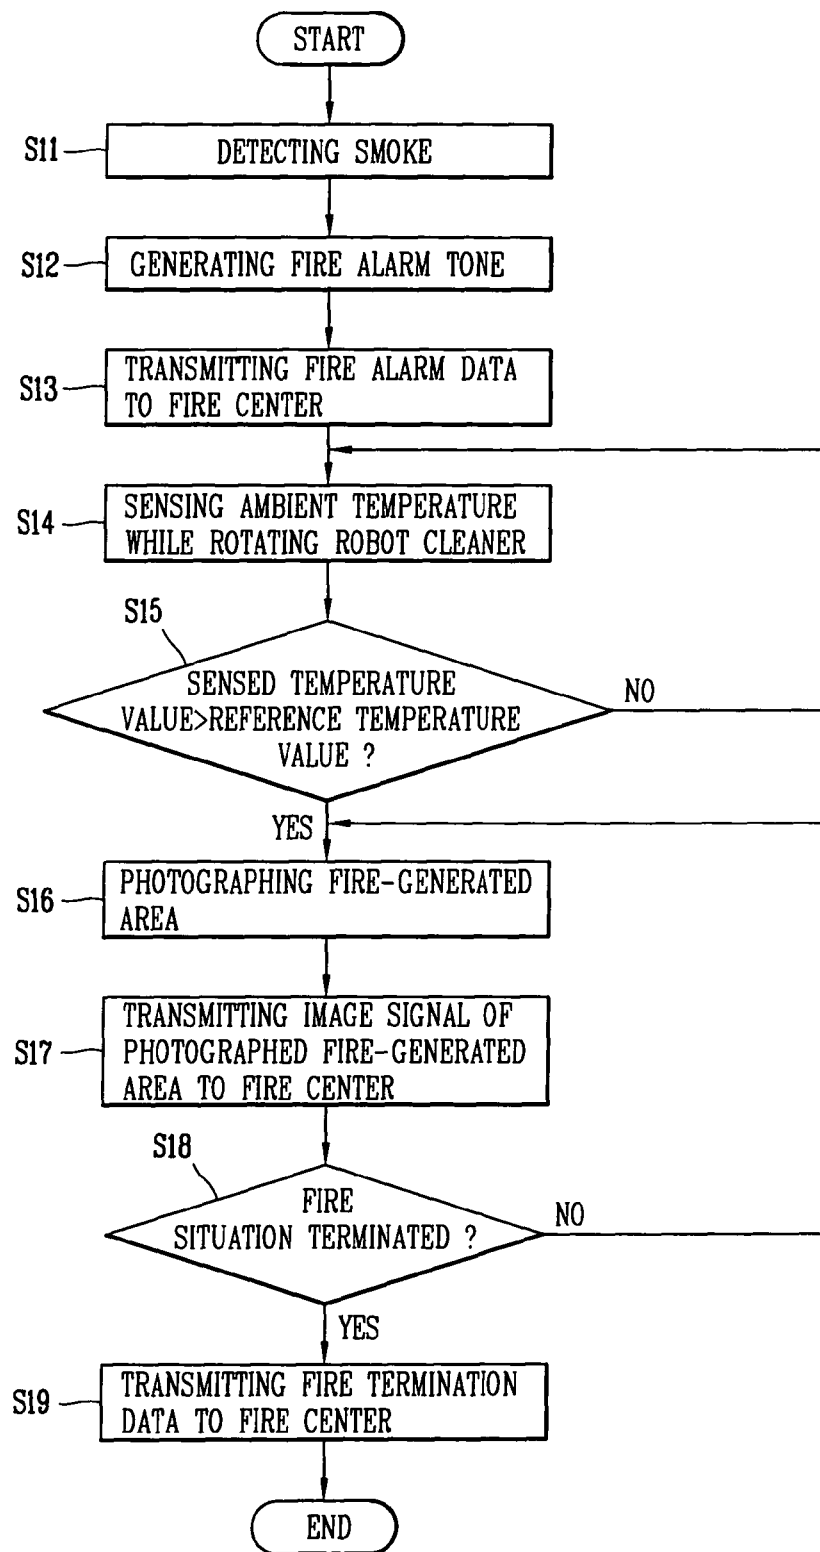 START
S11
DETECTING SMOKE
S12
GENERATING FIRE ALARM TONE
S13
TRANSMITTING FIRE ALARM DATA
TO FIRE CENTER
S14
SENSING AMBIENT TEMPERATURE
WHILE ROTATING ROBOT CLEANER
S15
SENSED TEMPERATURE
VALUE>REFERENCE TEMPERATURE
VALUE ?
NO
YES
S16
PHOTOGRAPHING FIRE-GENERATED
AREA
S17
TRANSMITTING IMAGE SIGNAL OF
PHOTOGRAPHED FIRE-GENERATED
AREA TO FIRE CENTER
S18
FIRE
SITUATION TERMINATED ?
NO
YES
S19
TRANSMITTING FIRE TERMINATION
DATA TO FIRE CENTER
END